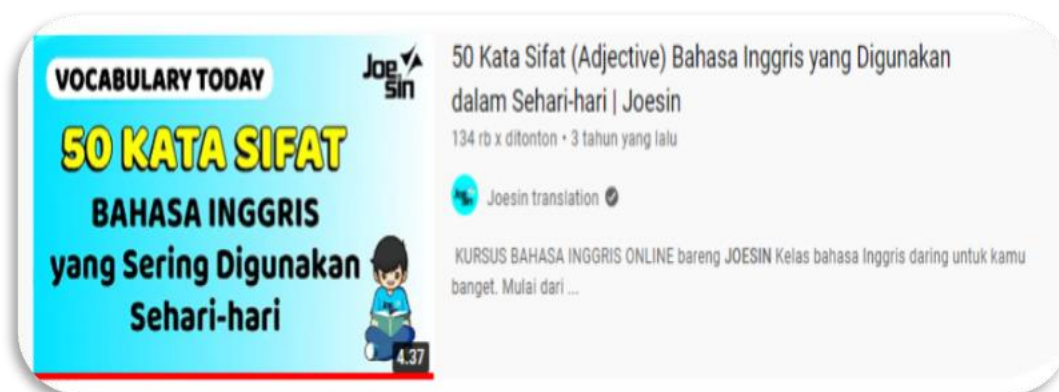 VOCABULARY TODAY
Joe
Sin
50 KATA SIFAT
BAHASA INGGRIS
yang Sering Digunakan
Sehari-hari
4.37
50 Kata Sifat (Adjective) Bahasa Inggris yang Digunakan
dalam Sehari-hari | Joesin
134 rb x ditonton • 3 tahun yang lalu
Joesin translation
KURSUS BAHASA INGGRIS ONLINE bareng JOESIN Kelas bahasa Inggris daring untuk kamu
banget. Mulai dari ...